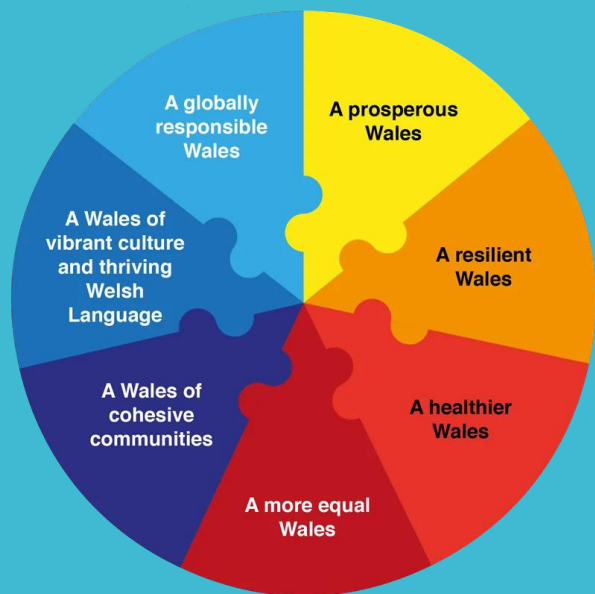 A prosperous
Wales
A resilient
Wales
A healthier
Wales
A more equal
Wales
A Wales of
cohesive
communities
A Wales of
vibrant culture
and thriving
Welsh
Language
A globally
responsible
Wales